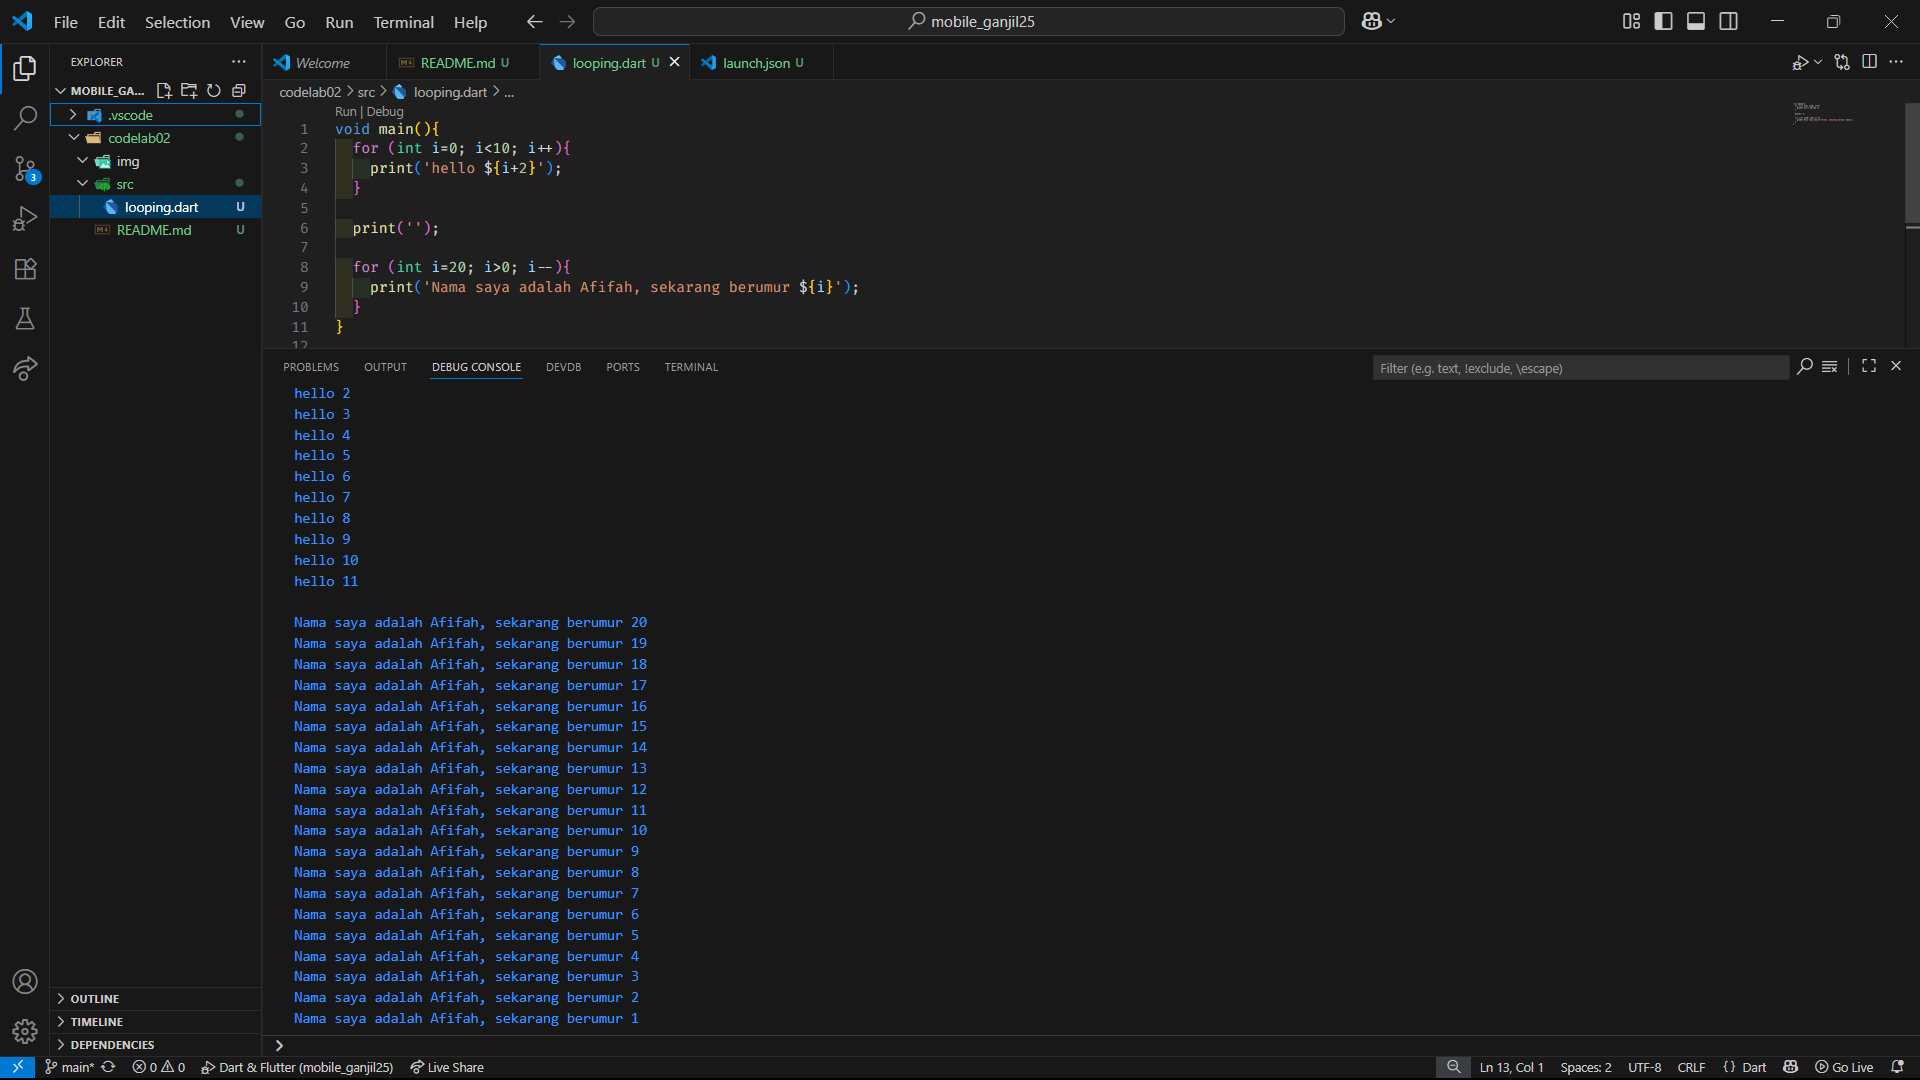 File Edit Selection View Go Run Terminal Help
mobile_ganjil25
EXPLORER
MOBILE_GA...
.vscode
codelab02
img
src
looping.dart U
README.md U
OUTLINE
TIMELINE
DEPENDENCIES
3
Welcome
README.md U
looping.dart U
launch.json U
codelab02 > src > looping.dart > ...
Run | Debug
1 void main(){
2 for (int i=0; i<10; i++){
3 print('hello ${i+2}');
4 }
5
6 print('');
7
8 for (int i=20; i>0; i--){
9 print('Nama saya adalah Afifah, sekarang berumur ${i}');
10 }
11 }
12
PROBLEMS OUTPUT DEBUG CONSOLE DEVDB PORTS TERMINAL
Filter (e.g. text, !exclude, \escape)
hello 2
hello 3
hello 4
hello 5
hello 6
hello 7
hello 8
hello 9
hello 10
hello 11
Nama saya adalah Afifah, sekarang berumur 20
Nama saya adalah Afifah, sekarang berumur 19
Nama saya adalah Afifah, sekarang berumur 18
Nama saya adalah Afifah, sekarang berumur 17
Nama saya adalah Afifah, sekarang berumur 16
Nama saya adalah Afifah, sekarang berumur 15
Nama saya adalah Afifah, sekarang berumur 14
Nama saya adalah Afifah, sekarang berumur 13
Nama saya adalah Afifah, sekarang berumur 12
Nama saya adalah Afifah, sekarang berumur 11
Nama saya adalah Afifah, sekarang berumur 10
Nama saya adalah Afifah, sekarang berumur 9
Nama saya adalah Afifah, sekarang berumur 8
Nama saya adalah Afifah, sekarang berumur 7
Nama saya adalah Afifah, sekarang berumur 6
Nama saya adalah Afifah, sekarang berumur 5
Nama saya adalah Afifah, sekarang berumur 4
Nama saya adalah Afifah, sekarang berumur 3
Nama saya adalah Afifah, sekarang berumur 2
Nama saya adalah Afifah, sekarang berumur 1
main* 0 0 Dart & Flutter (mobile_ganjil25) Live Share
Ln 13, Col 1 Spaces: 2 UTF-8 CRLF {} Dart Go Live